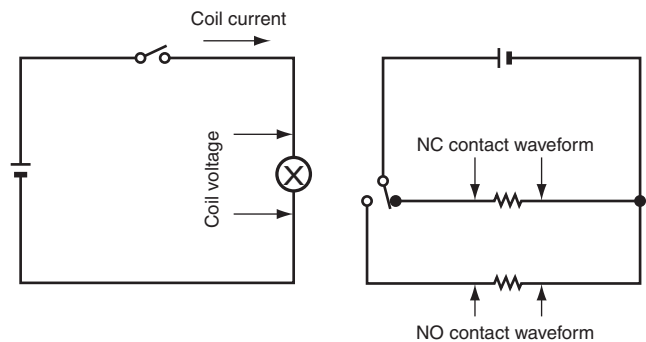 Coil current
Coil voltage
X
NC contact waveform
NO contact waveform